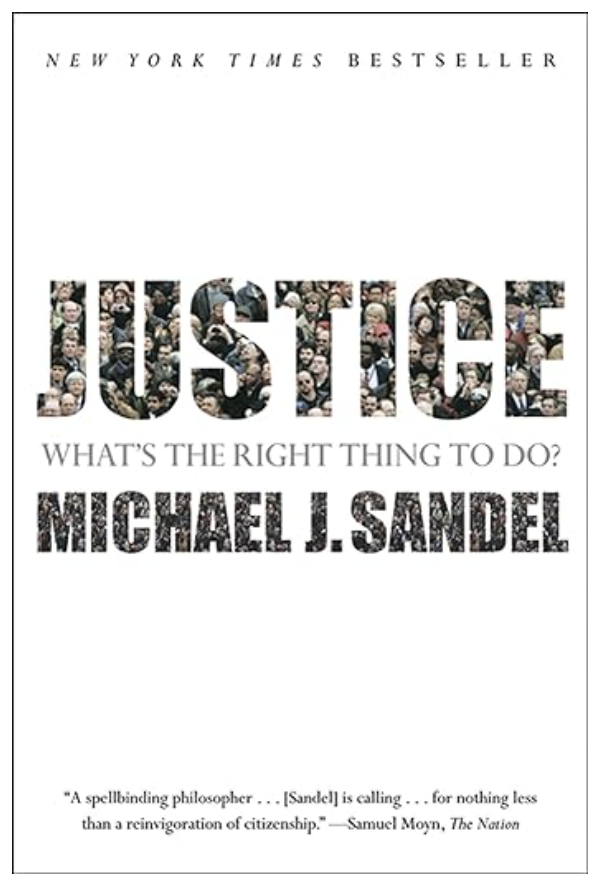 NEW YORK TIMES BESTSELLER
JUSTICE
WHAT'S THE RIGHT THING TO DO?
MICHAEL J. SANDEL
“A spellbinding philosopher . . . [Sandel] is calling . . . for nothing less
than a reinvigoration of citizenship.” —Samuel Moyn, The Nation